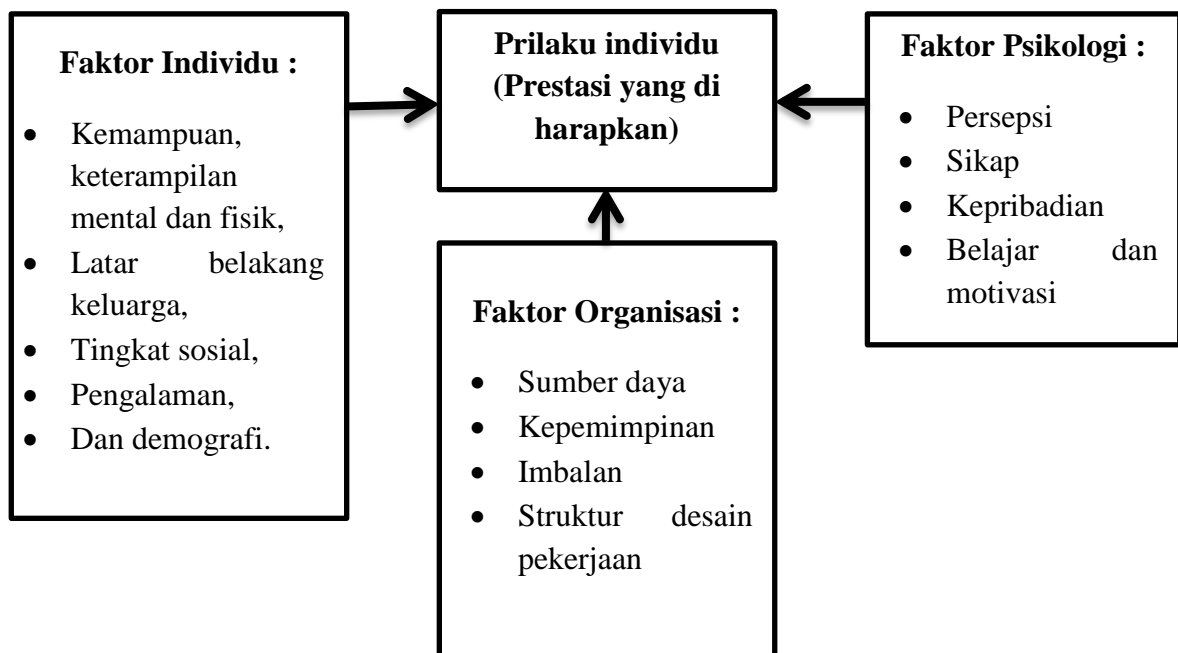 Faktor Individu :
• Kemampuan,
keterampilan
mental dan fisik,
• Latar belakang
keluarga,
• Tingkat sosial,
• Pengalaman,
• Dan demografi.
Prilaku individu
(Prestasi yang di
harapkan)
Faktor Psikologi :
• Persepsi
• Sikap
• Kepribadian
• Belajar dan
motivasi
Faktor Organisasi :
• Sumber daya
• Kepemimpinan
• Imbalan
• Struktur desain
pekerjaan